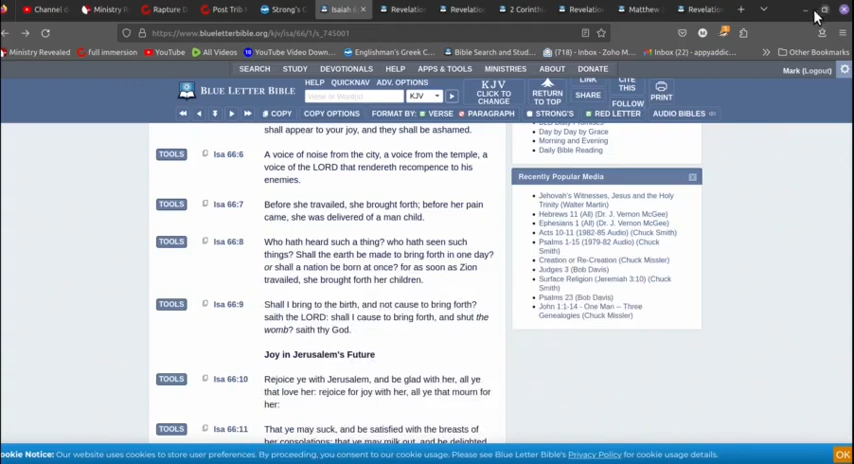 Channel d
Ministry R
Rapture D
Post Trib
Strong's C
Isaiah 6
Revelatio
Revelatio
2 Corinth
Revelatio
Matthew
Revelatio
https://www.blueletterbible.org/kjv/isa/66/1/s_745001
Ministry Revealed
full immersion
YouTube
All Videos
YouTube Video Down...
Englishman's Greek C...
Bible Search and Stud...
(718) - Inbox - Zoho M...
Inbox (22) - appyaddic...
Other Bookmarks
SEARCH STUDY DEVOTIONALS HELP APPS & TOOLS MINISTRIES ABOUT DONATE
Mark (Logout)
BLUE LETTER BIBLE
HELP QUICKNAV ADV. OPTIONS
Verse or Word(s)
KJV
KJV
CLICK TO
CHANGE
RETURN
TO TOP
LINK
SHARE
CITE
THIS
FOLLOW
PRINT
COPY COPY OPTIONS FORMAT BY: VERSE PARAGRAPH STRONG'S RED LETTER AUDIO BIBLES
shall appear to your joy, and they shall be ashamed.
TOOLS Isa 66:6 A voice of noise from the city, a voice from the temple, a
voice of the LORD that rendereth recompence to his
enemies.
TOOLS Isa 66:7 Before she travailed, she brought forth; before her pain
came, she was delivered of a man child.
TOOLS Isa 66:8 Who hath heard such a thing? who hath seen such
things? Shall the earth be made to bring forth in one day?
or shall a nation be born at once? for as soon as Zion
travailed, she brought forth her children.
TOOLS Isa 66:9 Shall I bring to the birth, and not cause to bring forth?
saith the LORD: shall I cause to bring forth, and shut the
womb? saith thy God.
Joy in Jerusalem's Future
TOOLS Isa 66:10 Rejoice ye with Jerusalem, and be glad with her, all ye
that love her: rejoice for joy with her, all ye that mourn for
her:
TOOLS Isa 66:11 That ye may suck, and be satisfied with the breasts of
her consolations; that ye may milk out, and be delighted
Day by Day by Grace
Morning and Evening
Daily Bible Reading
Recently Popular Media
Jehovah's Witnesses, Jesus and the Holy
Trinity (Walter Martin)
Hebrews 11 (All) (Dr. J. Vernon McGee)
Ephesians 1 (All) (Dr. J. Vernon McGee)
Acts 10-11 (1982-85 Audio) (Chuck Smith)
Psalms 1-15 (1979-82 Audio) (Chuck
Smith)
Creation or Re-Creation (Chuck Missler)
Judges 3 (Bob Davis)
Surface Religion (Jeremiah 3:10) (Chuck
Smith)
Psalms 23 (Bob Davis)
John 1:1-14 - One Man -- Three
Genealogies (Chuck Missler)
ookie Notice: Our website uses cookies to store user preferences. By proceeding, you consent to our cookie usage. Please see Blue Letter Bible's Privacy Policy for cookie usage details.
OK